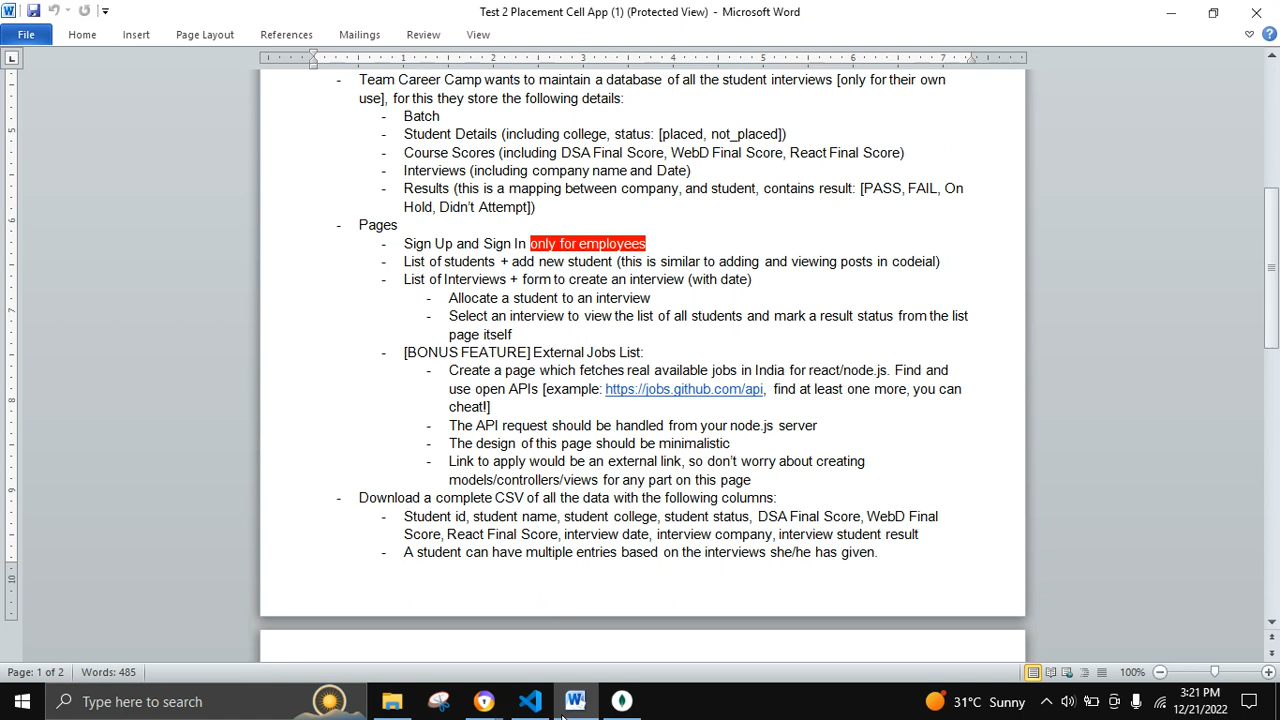 Test 2 Placement Cell App (1) (Protected View) - Microsoft Word
File Home Insert Page Layout References Mailings Review View
1 2 3 4 5 6 7
- Team Career Camp wants to maintain a database of all the student interviews [only for their own
use], for this they store the following details:
- Batch
- Student Details (including college, status: [placed, not_placed])
- Course Scores (including DSA Final Score, WebD Final Score, React Final Score)
- Interviews (including company name and Date)
- Results (this is a mapping between company, and student, contains result: [PASS, FAIL, On
Hold, Didn’t Attempt])
- Pages
- Sign Up and Sign In only for employees
- List of students + add new student (this is similar to adding and viewing posts in codeial)
- List of Interviews + form to create an interview (with date)
- Allocate a student to an interview
- Select an interview to view the list of all students and mark a result status from the list
page itself
- [BONUS FEATURE] External Jobs List:
- Create a page which fetches real available jobs in India for react/node.js. Find and
use open APIs [example: https://jobs.github.com/api, find at least one more, you can
cheat!]
- The API request should be handled from your node.js server
- The design of this page should be minimalistic
- Link to apply would be an external link, so don’t worry about creating
models/controllers/views for any part on this page
- Download a complete CSV of all the data with the following columns:
- Student id, student name, student college, student status, DSA Final Score, WebD Final
Score, React Final Score, interview date, interview company, interview student result
- A student can have multiple entries based on the interviews she/he has given.
5
6
7
8
9
10
Page: 1 of 2 Words: 485 100%
Type here to search 31°C Sunny 3:21 PM
12/21/2022